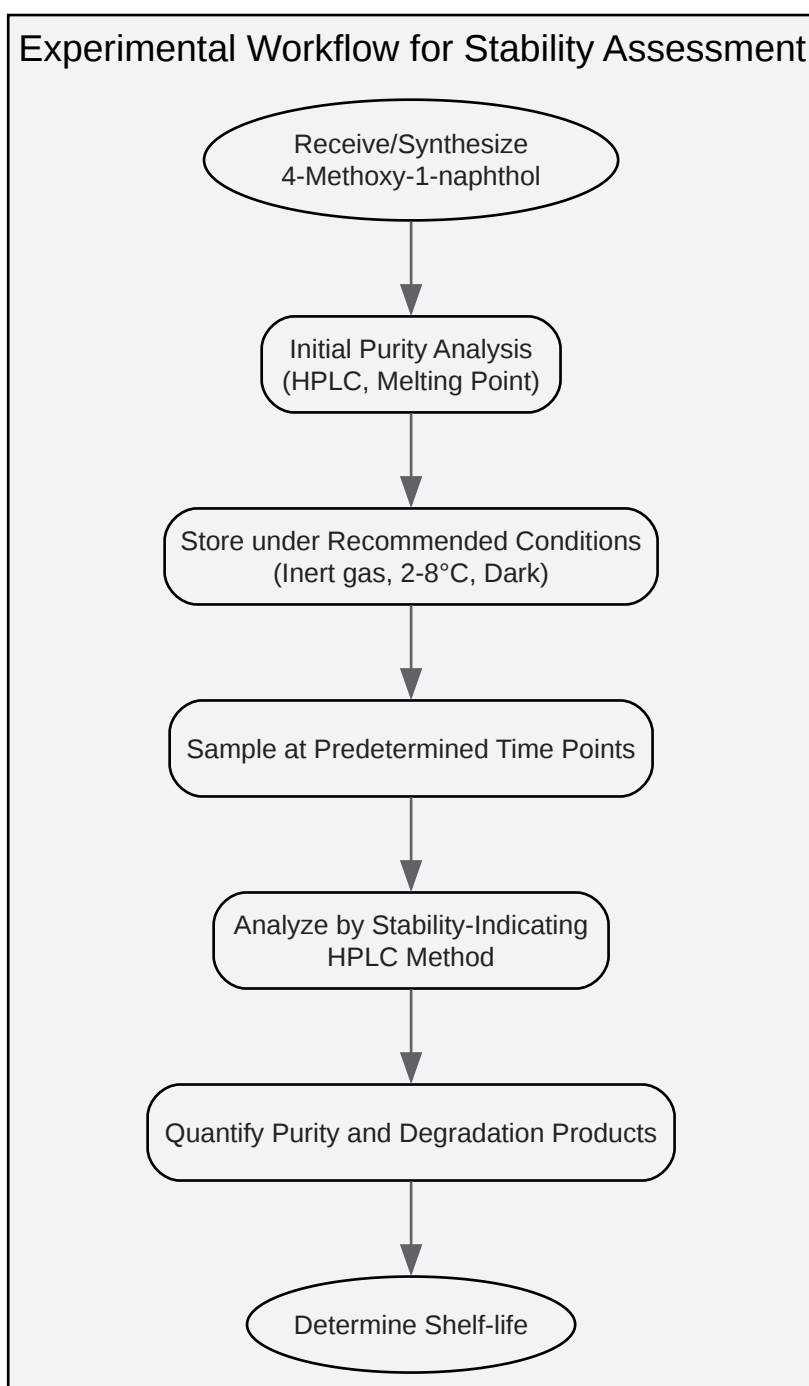 Experimental Workflow for Stability Assessment
Receive/Synthesize
4-Methoxy-1-naphthol
Initial Purity Analysis
(HPLC, Melting Point)
Store under Recommended Conditions
(Inert gas, 2-8°C, Dark)
Sample at Predetermined Time Points
Analyze by Stability-Indicating
HPLC Method
Quantify Purity and Degradation Products
Determine Shelf-life